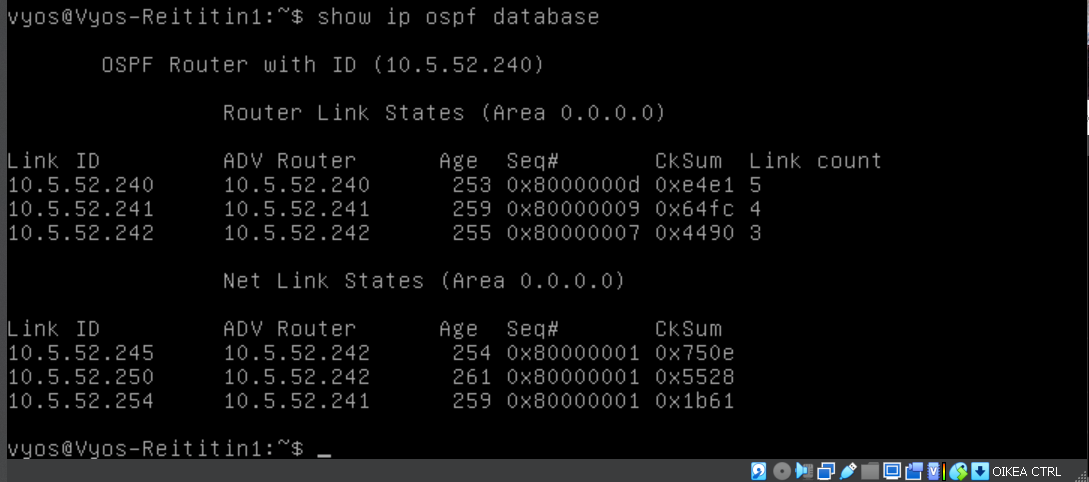 vyos@Vyos-Reititin1:~$ show ip ospf database
OSPF Router with ID (10.5.52.240)
Router Link States (Area 0.0.0.0)
Link ID ADV Router Age Seq# CkSum Link count
10.5.52.240 10.5.52.240 253 0x8000000d 0xe4e1 5
10.5.52.241 10.5.52.241 259 0x80000009 0x64fc 4
10.5.52.242 10.5.52.242 255 0x80000007 0x4490 3
Net Link States (Area 0.0.0.0)
Link ID ADV Router Age Seq# CkSum
10.5.52.245 10.5.52.242 254 0x80000001 0x750e
10.5.52.250 10.5.52.242 261 0x80000001 0x5528
10.5.52.254 10.5.52.241 259 0x80000001 0x1b61
vyos@Vyos-Reititin1:~$ _
OIKEA CTRL